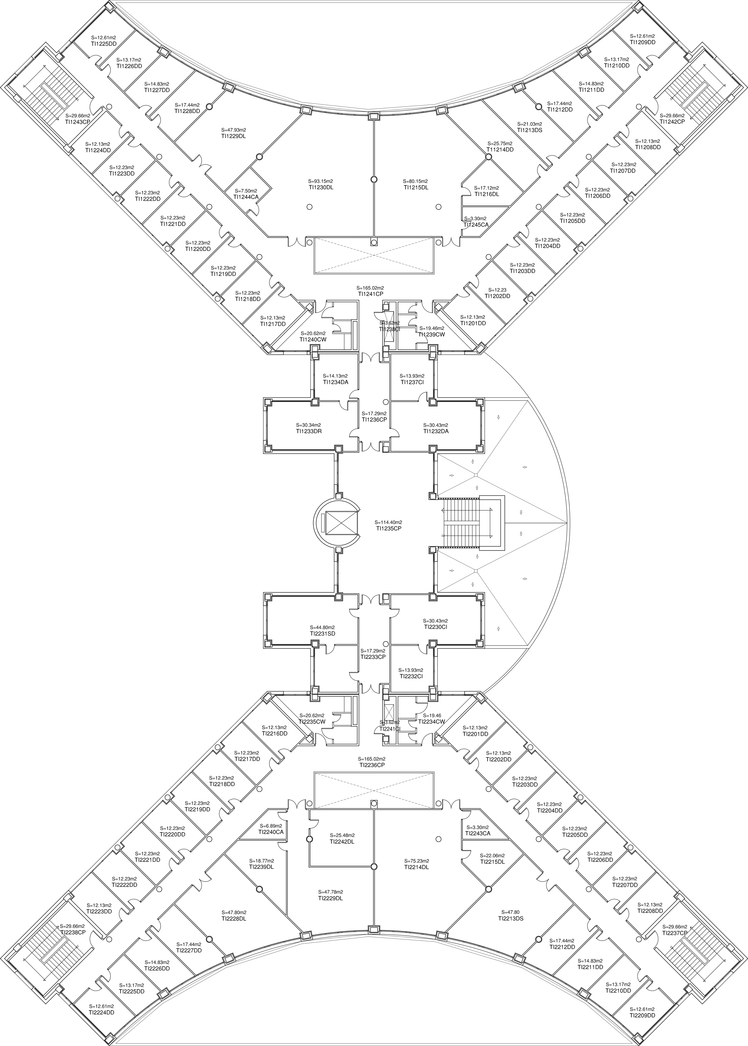 S=12.61m2
TI1225DD
S=13.17m2
TI1226DD
S=14.83m2
TI1227DD
S=17.44m2
TI1228DD
S=47.93m2
TI1229DL
S=29.66m2
TI1243CP
S=12.13m2
TI1224DD
S=12.23m2
TI1223DD
S=12.23m2
TI1222DD
S=12.23m2
TI1221DD
S=12.23m2
TI1220DD
S=12.23m2
TI1219DD
S=12.23m2
TI1218DD
S=12.13m2
TI1217DD
S=7.50m2
TI1244CA
S=93.15m2
TI1230DL
S=80.15m2
TI1215DL
S=12.61m2
TI1209DD
S=13.17m2
TI1210DD
S=14.83m2
TI1211DD
S=17.44m2
TI1212DD
S=21.03m2
TI1213DS
S=25.75m2
TI1214DD
S=17.12m2
TI1216DL
S=3.30m2
TI1245CA
S=29.66m2
TI1242CP
S=12.13m2
TI1208DD
S=12.23m2
TI1207DD
S=12.23m2
TI1206DD
S=12.23m2
TI1205DD
S=12.23m2
TI1204DD
S=12.23m2
TI1203DD
S=12.23
TI1202DD
S=12.13m2
TI1201DD
S=165.02m2
TI1241CP
S=20.62m2
TI1240CW
TI1238CI
S=19.46m2
TI1239CW
S=14.13m2
TI1234DA
S=13.93m2
TI1237CI
S=17.29m2
TI1236CP
S=30.34m2
TI1233DR
S=30.43m2
TI1232DA
S=114.40m2
TI1235CP
S=44.80m2
TI2231SD
S=30.43m2
TI2230CI
S=17.29m2
TI2233CP
S=13.93m2
TI2232CI
S=20.62m2
TI2235CW
TI2241CI
S=19.46
TI2234CW
S=165.02m2
TI2236CP
S=12.13m2
TI2216DD
S=12.23m2
TI2217DD
S=12.23m2
TI2218DD
S=12.23m2
TI2219DD
S=12.23m2
TI2220DD
S=12.23m2
TI2221DD
S=12.23m2
TI2222DD
S=12.13m2
TI2223DD
S=29.66m2
TI2238CP
S=12.61m2
TI2224DD
S=13.17m2
TI2225DD
S=14.83m2
TI2226DD
S=17.44m2
TI2227DD
S=47.80m2
TI2228DL
S=18.77m2
TI2239DL
S=6.89m2
TI2240CA
S=25.48m2
TI2242DL
S=47.78m2
TI2229DL
S=75.23m2
TI2214DL
S=3.30m2
TI2243CA
S=22.06m2
TI2215DL
S=47.80
TI2213DS
S=17.44m2
TI2212DD
S=14.83m2
TI2211DD
S=13.17m2
TI2210DD
S=12.61m2
TI2209DD
S=12.13m2
TI2201DD
S=12.13m2
TI2202DD
S=12.23m2
TI2203DD
S=12.23m2
TI2204DD
S=12.23m2
TI2205DD
S=12.23m2
TI2206DD
S=12.23m2
TI2207DD
S=12.13m2
TI2208DD
S=29.66m2
TI2237CP